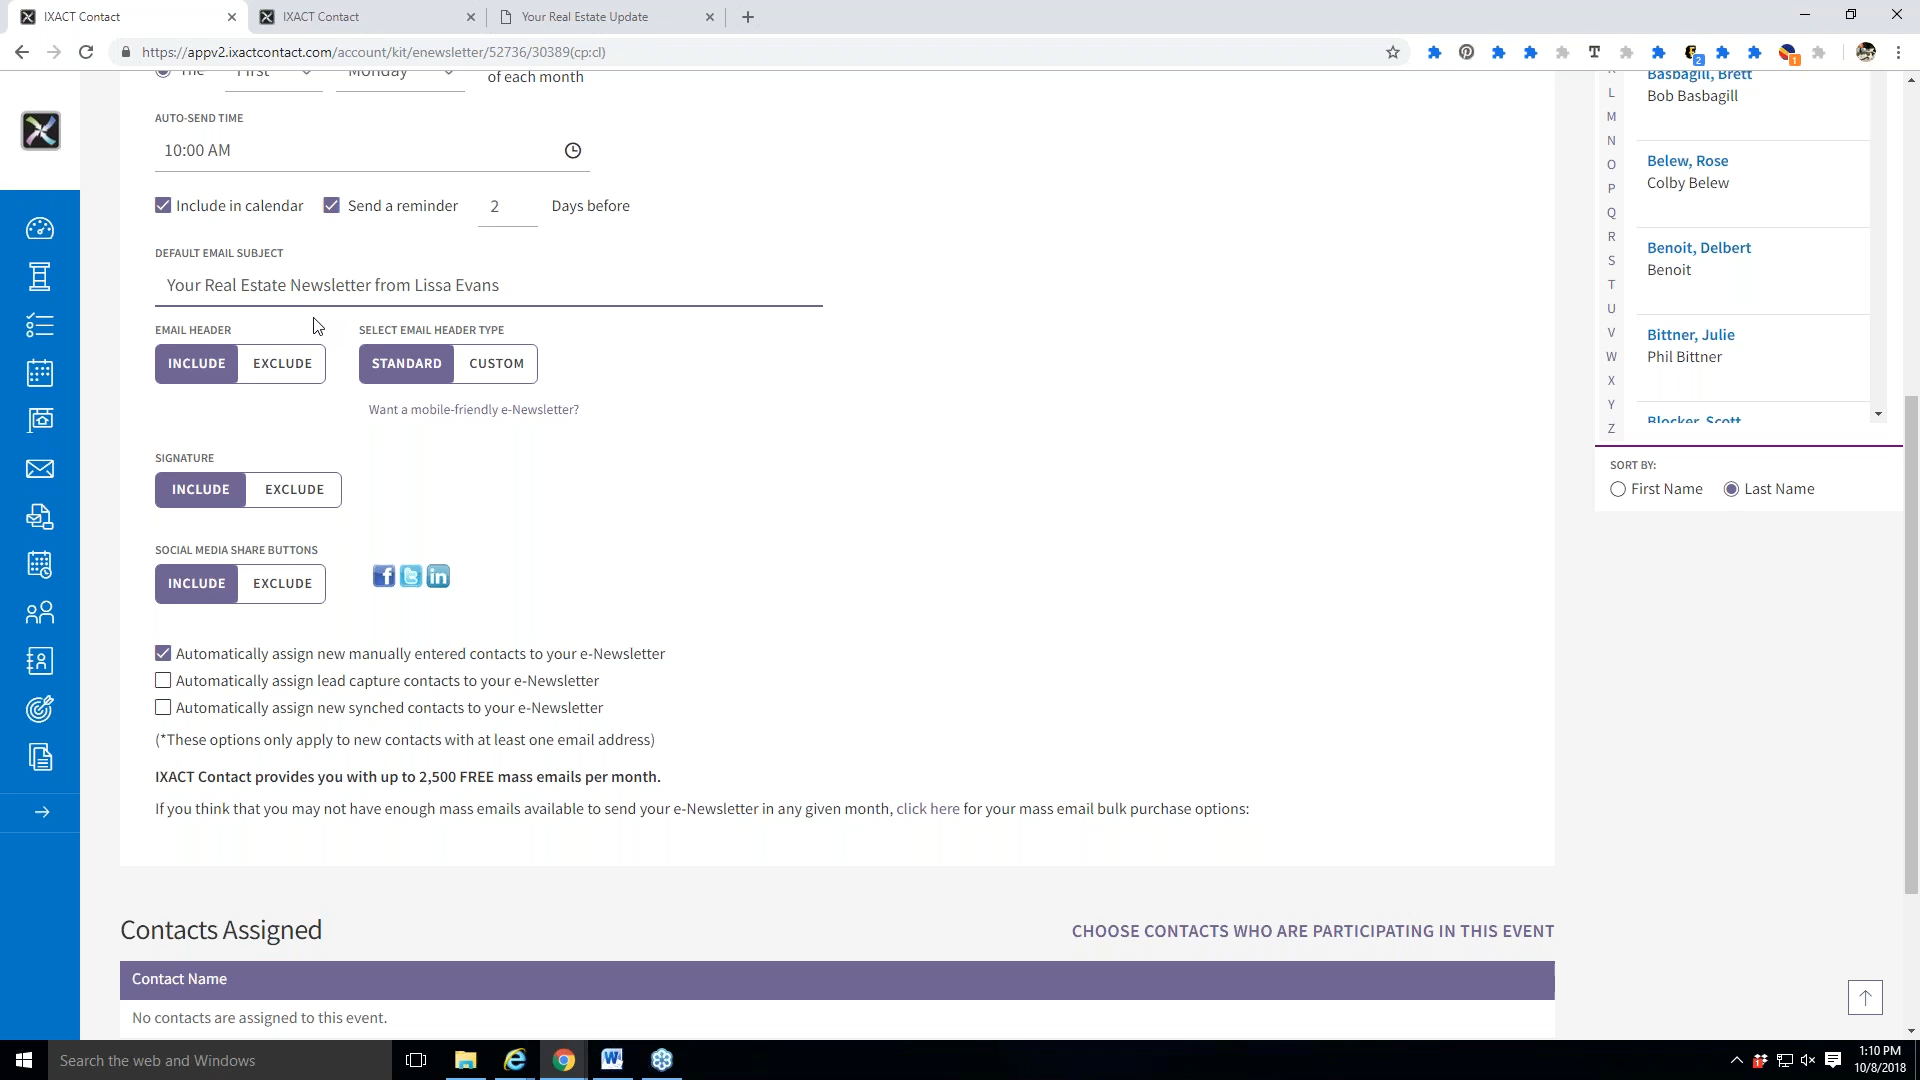 IXACT Contact
IXACT Contact
Your Real Estate Update
https://appv2.ixactcontact.com/account/kit/enewsletter/52736/30389(cp:cl)
2
1
The First Monday of each month
AUTO-SEND TIME
10:00 AM
Include in calendar Send a reminder 2 Days before
DEFAULT EMAIL SUBJECT
Your Real Estate Newsletter from Lissa Evans
EMAIL HEADER SELECT EMAIL HEADER TYPE
INCLUDE EXCLUDE STANDARD CUSTOM
Want a mobile-friendly e-Newsletter?
SIGNATURE
INCLUDE EXCLUDE
SOCIAL MEDIA SHARE BUTTONS
INCLUDE EXCLUDE
Automatically assign new manually entered contacts to your e-Newsletter
Automatically assign lead capture contacts to your e-Newsletter
Automatically assign new synched contacts to your e-Newsletter
(*These options only apply to new contacts with at least one email address)
IXACT Contact provides you with up to 2,500 FREE mass emails per month.
If you think that you may not have enough mass emails available to send your e-Newsletter in any given month, click here for your mass email bulk purchase options:
Contacts Assigned
CHOOSE CONTACTS WHO ARE PARTICIPATING IN THIS EVENT
Contact Name
No contacts are assigned to this event.
L
M
N
O
P
Q
R
S
T
U
V
W
X
Y
Z
Basbagill, Brett
Bob Basbagill
Belew, Rose
Colby Belew
Benoit, Delbert
Benoit
Bittner, Julie
Phil Bittner
Blocker, Scott
SORT BY:
First Name Last Name
Search the web and Windows
1:10 PM
10/8/2018